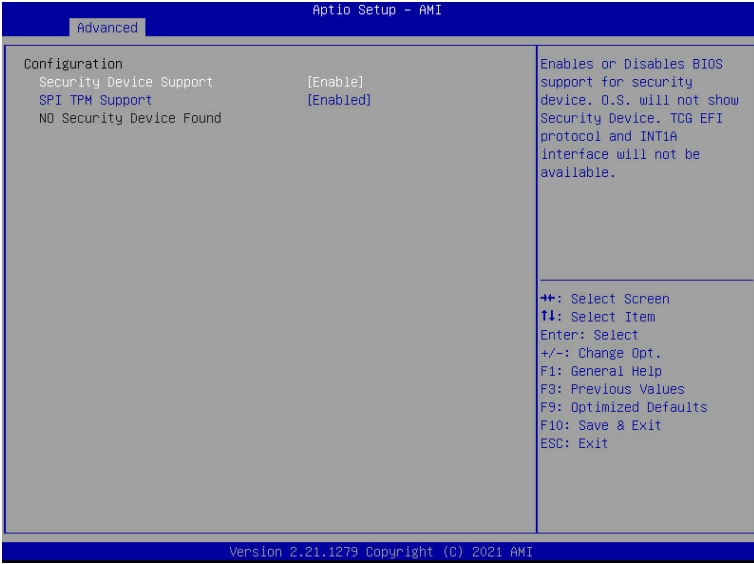 Aptio Setup – AMI
Advanced
Configuration
Security Device Support [Enable]
SPI TPM Support [Enabled]
NO Security Device Found
Enables or Disables BIOS
support for security
device. O.S. will not show
Security Device. TCG EFI
protocol and INT1A
interface will not be
available.
→←: Select Screen
↑↓: Select Item
Enter: Select
+/-: Change Opt.
F1: General Help
F3: Previous Values
F9: Optimized Defaults
F10: Save & Exit
ESC: Exit
Version 2.21.1279 Copyright (C) 2021 AMI